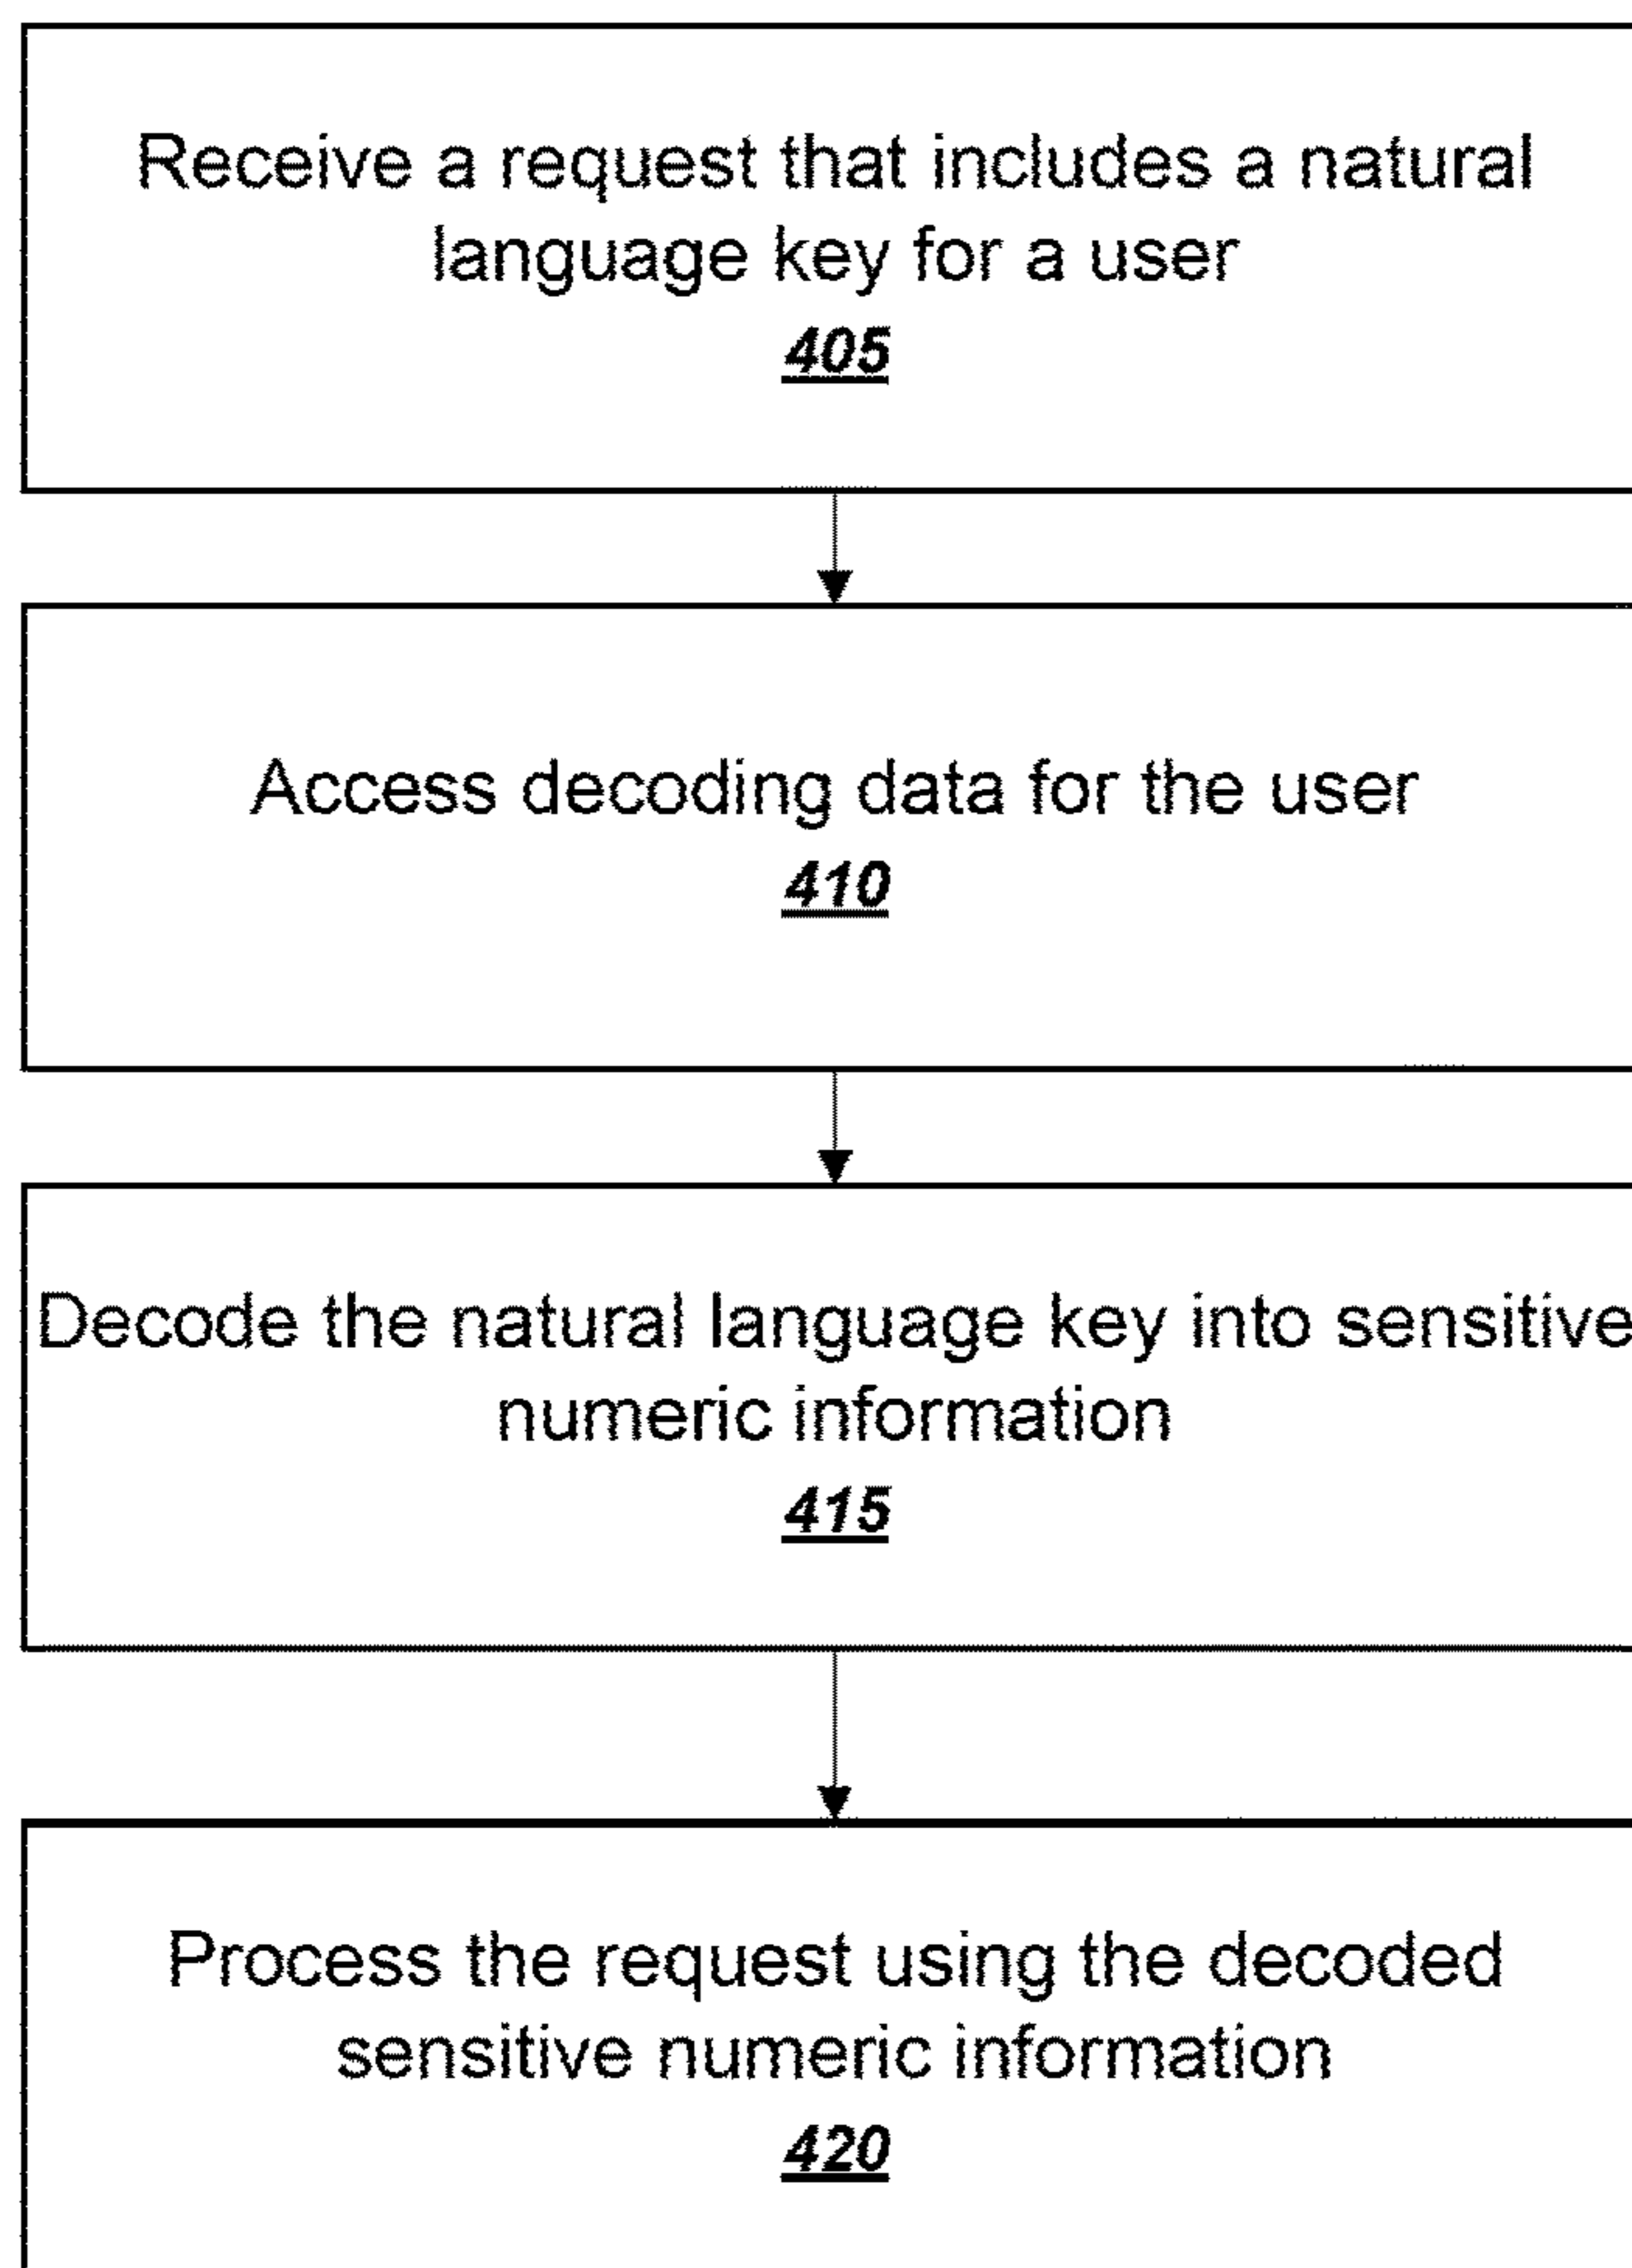 Receive a request that includes a natural
language key for a user
405
Access decoding data for the user
410
Decode the natural language key into sensitive
numeric information
415
Process the request using the decoded
sensitive numeric information
420